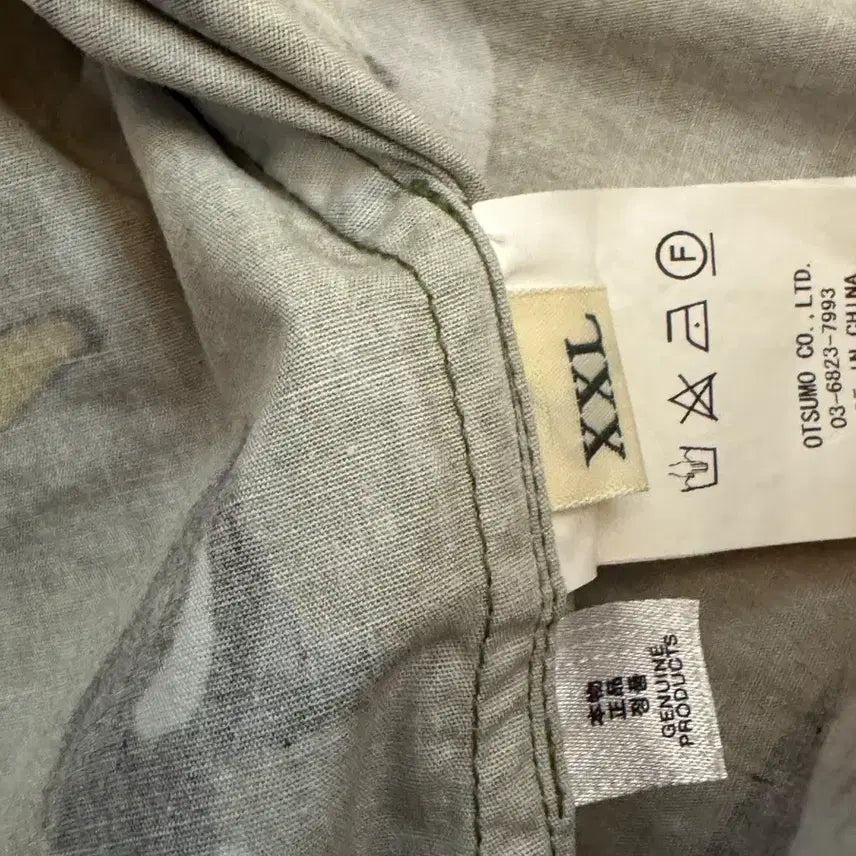 XXL
F
OTSUMO CO.,LTD.
03-6823-7993
IN CHINA
本物
正品
정품
GENUINE
PRODUCTS